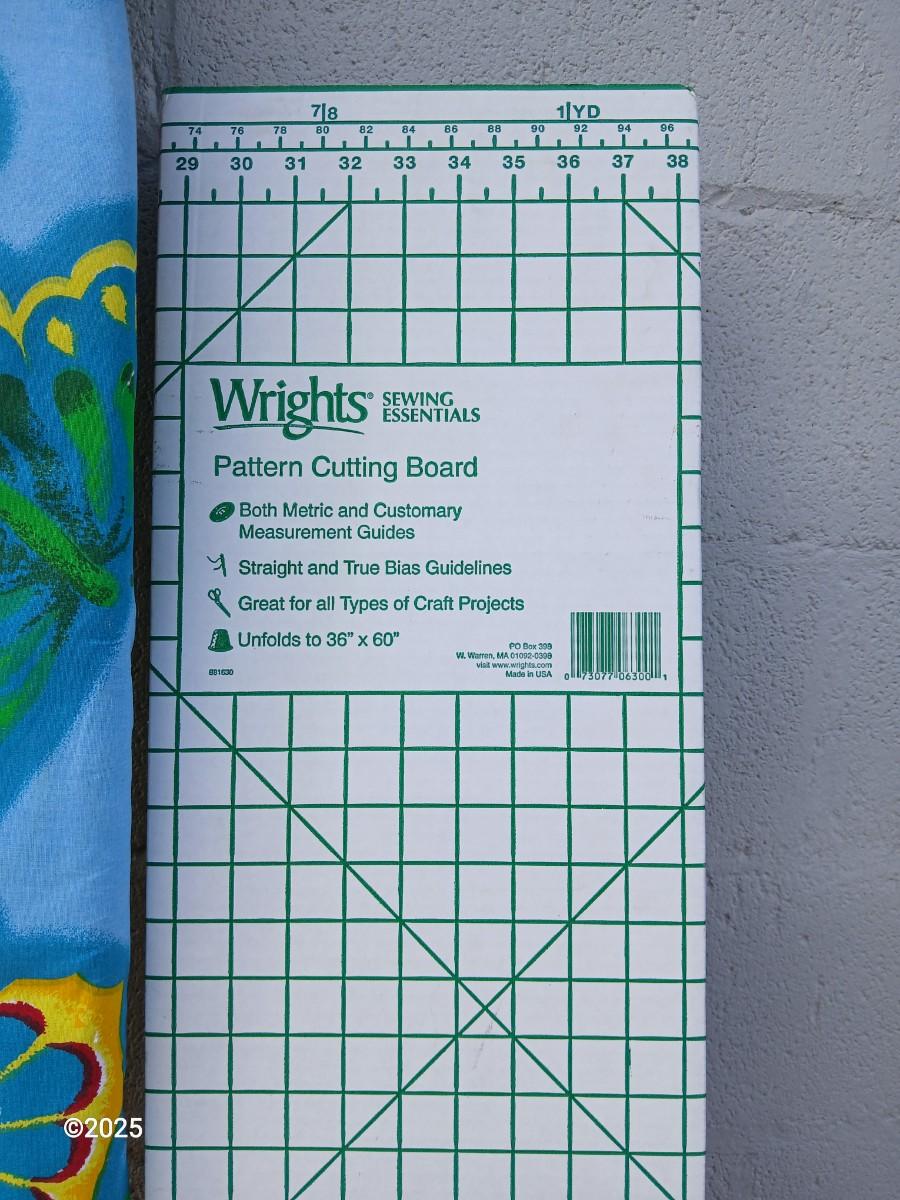 7|8 1|YD
74 76 78 80 82 84 86 88 90 92 94 96
29 30 31 32 33 34 35 36 37 38
Wrights® SEWING
ESSENTIALS
Pattern Cutting Board
Both Metric and Customary
Measurement Guides
Straight and True Bias Guidelines
Great for all Types of Craft Projects
Unfolds to 36” x 60”
PO Box 398
W. Warren, MA 01092-0398
visit www.wrights.com
Made in USA
881630
0 73077 06300 1
©2025